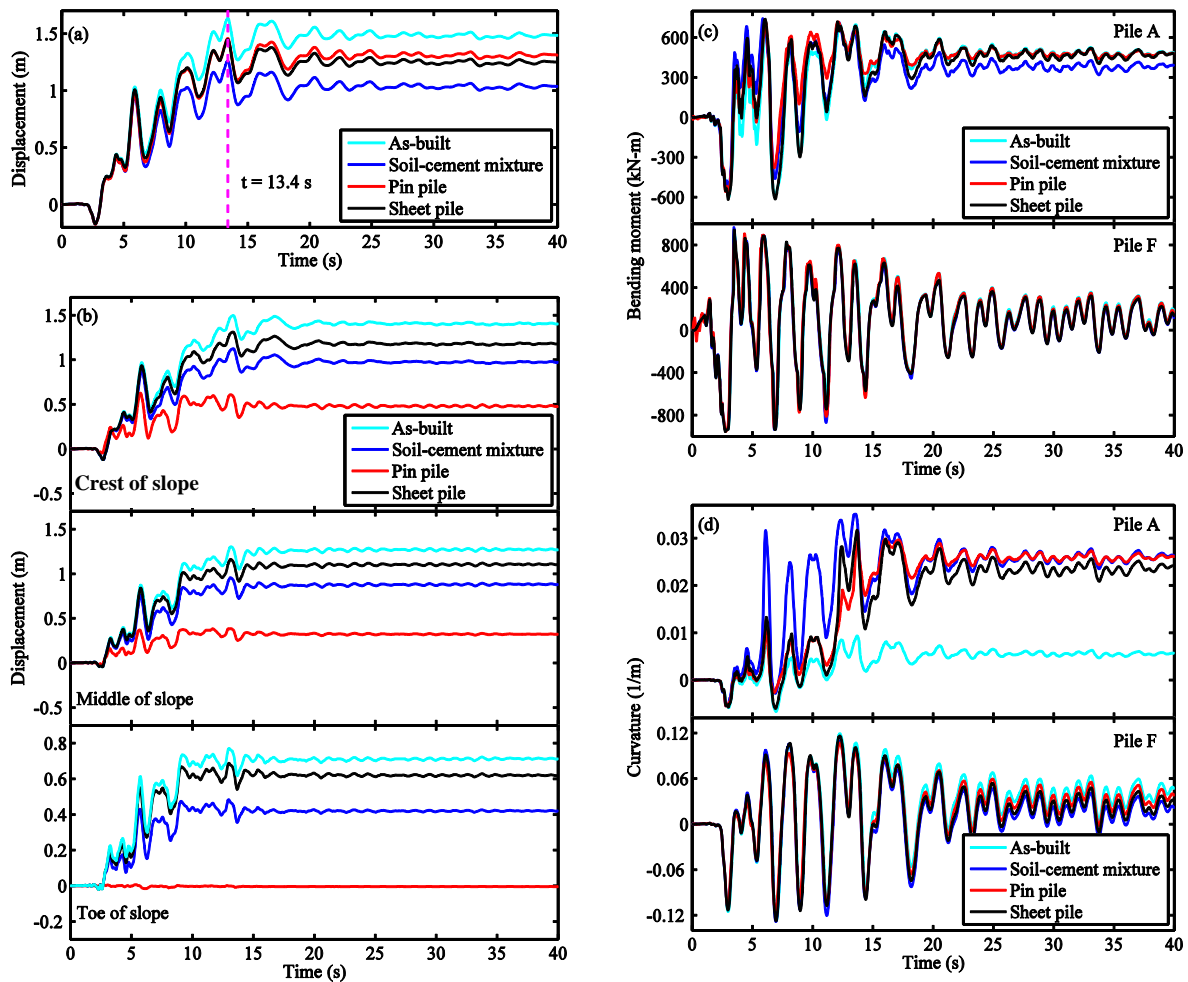 (a)
Displacement (m)
1.5
1
0.5
0
t = 13.4 s
As-built
Soil-cement mixture
Pin pile
Sheet pile
0 5 10 15 20 25 30 35 40
Time (s)
(b)
1.5
1
0.5
0
-0.5
As-built
Soil-cement mixture
Pin pile
Sheet pile
Crest of slope
Displacement (m)
1.5
1
0.5
0
-0.5
Middle of slope
0.8
0.6
0.4
0.2
0
-0.2
Toe of slope
0 5 10 15 20 25 30 35 40
Time (s)
(c)
Pile A
Bending moment (kN-m)
600
300
0
-300
-600
As-built
Soil-cement mixture
Pin pile
Sheet pile
Pile F
800
400
0
-400
-800
0 5 10 15 20 25 30 35 40
Time (s)
(d)
Pile A
Curvature (1/m)
0.03
0.02
0.01
0
Pile F
0.12
0.06
0
-0.06
-0.12
As-built
Soil-cement mixture
Pin pile
Sheet pile
0 5 10 15 20 25 30 35 40
Time (s)